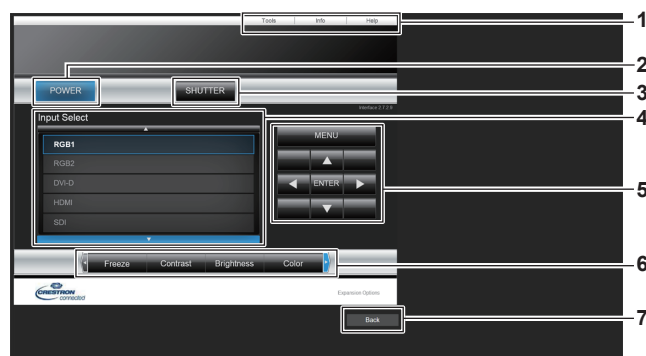 Tools Info Help 1
2
POWER SHUTTER 3
Interface 2.7.2.9
Input Select 4
MENU
RGB1
RGB2
DVI-D ENTER 5
HDMI
SDI
Freeze Contrast Brightness Color 6
CRESTRON connected
Expansion Options
Back 7